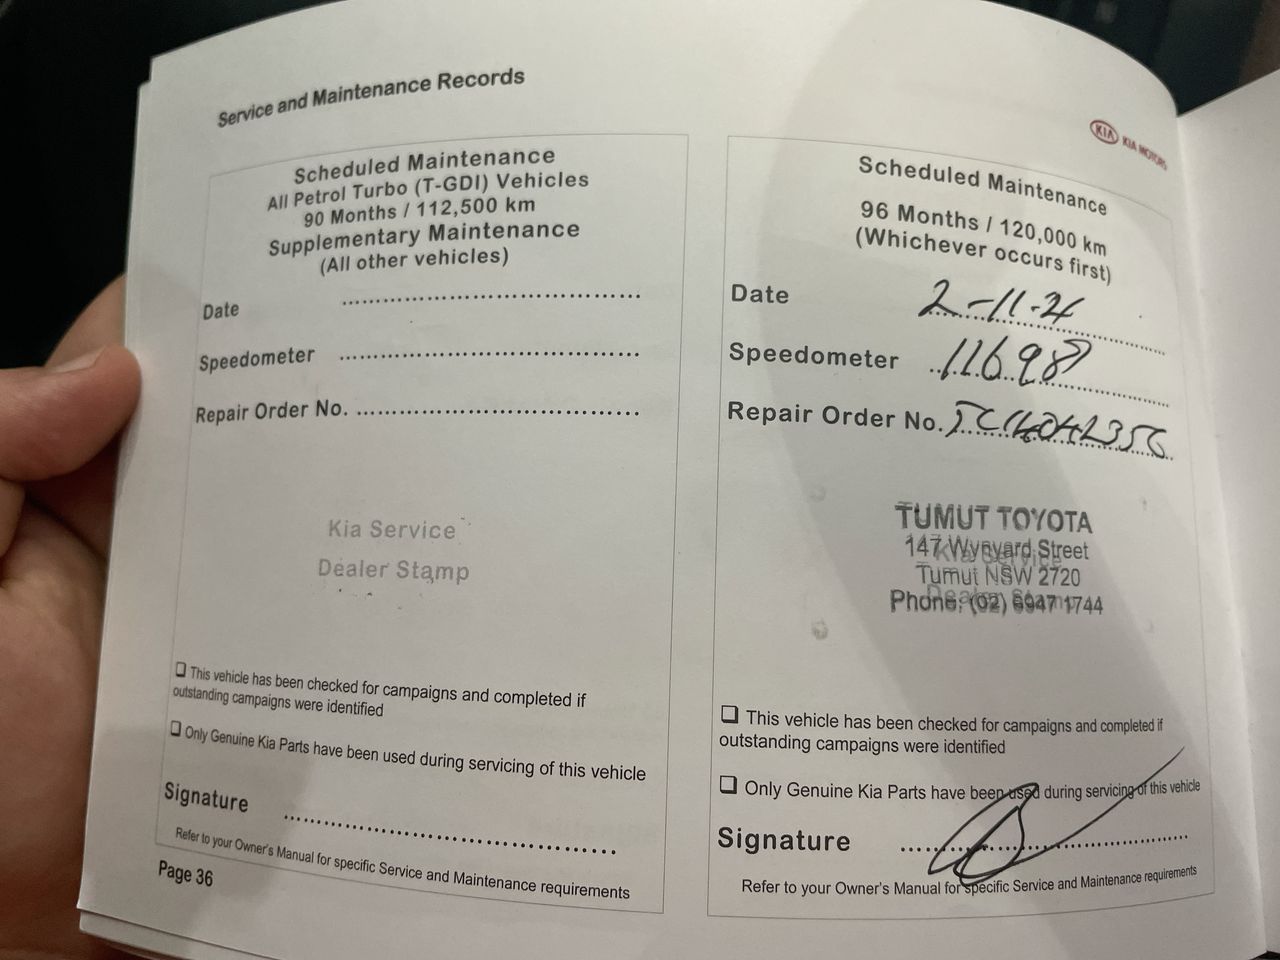 Service and Maintenance Records
Scheduled Maintenance
All Petrol Turbo (T-GDI) Vehicles
90 Months / 112,500 km
Supplementary Maintenance
(All other vehicles)
Date
Speedometer
Repair Order No.
Kia Service
Dealer Stamp
❏ This vehicle has been checked for campaigns and completed if
outstanding campaigns were identified
❏ Only Genuine Kia Parts have been used during servicing of this vehicle
Signature
Refer to your Owner's Manual for specific Service and Maintenance requirements
Page 36
KIA KIA MOTORS
Scheduled Maintenance
96 Months / 120,000 km
(Whichever occurs first)
Date 2-11-21
Speedometer 116987
Repair Order No.
TUMUT TOYOTA
147 Wynyard Street
Kia Service
Tumut NSW 2720
Dealer Stamp
Phone: (02) 6947 1744
❏ This vehicle has been checked for campaigns and completed if
outstanding campaigns were identified
❏ Only Genuine Kia Parts have been used during servicing of this vehicle
Signature
Refer to your Owner's Manual for specific Service and Maintenance requirements